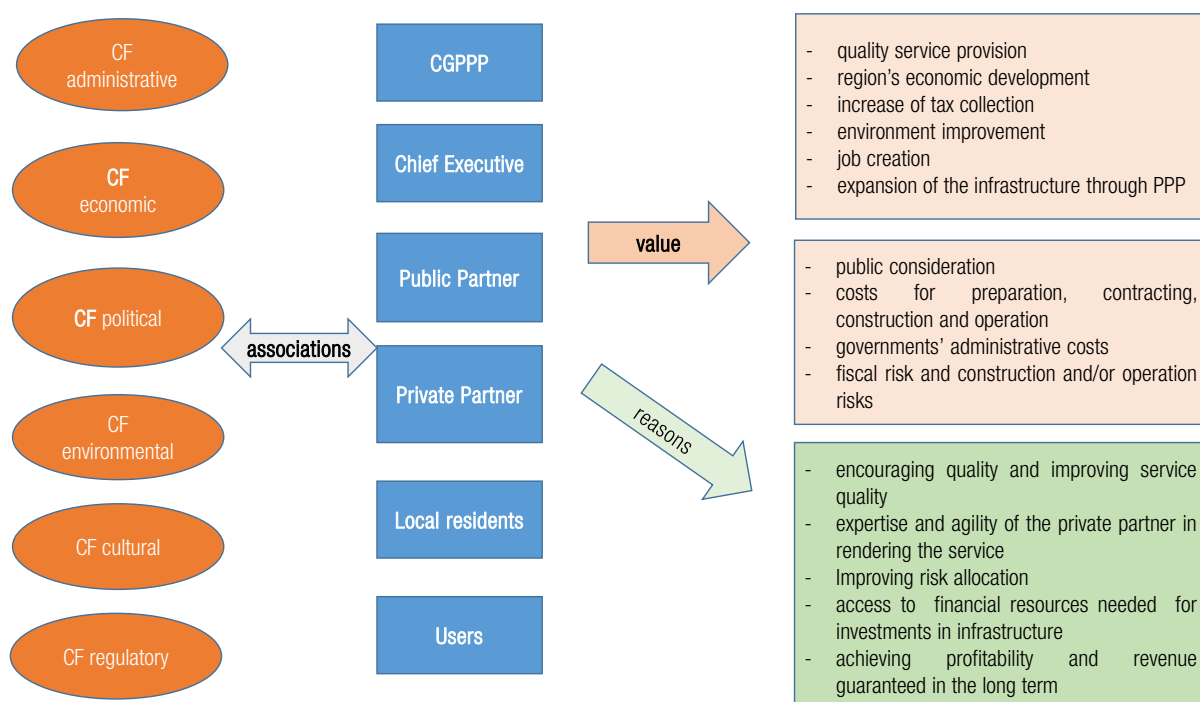 CF
administrative
CF
economic
CF political
CF
environmental
CF cultural
CF regulatory
associations
CGPPP
Chief Executive
Public Partner
Private Partner
Local residents
Users
value
reasons
- quality service provision
- region's economic development
- increase of tax collection
- environment improvement
- job creation
- expansion of the infrastructure through PPP
- public consideration
- costs for preparation, contracting,
construction and operation
- governments' administrative costs
- fiscal risk and construction and/or operation
risks
- encouraging quality and improving service
quality
- expertise and agility of the private partner in
rendering the service
- Improving risk allocation
- access to financial resources needed for
investments in infrastructure
- achieving profitability and revenue
guaranteed in the long term